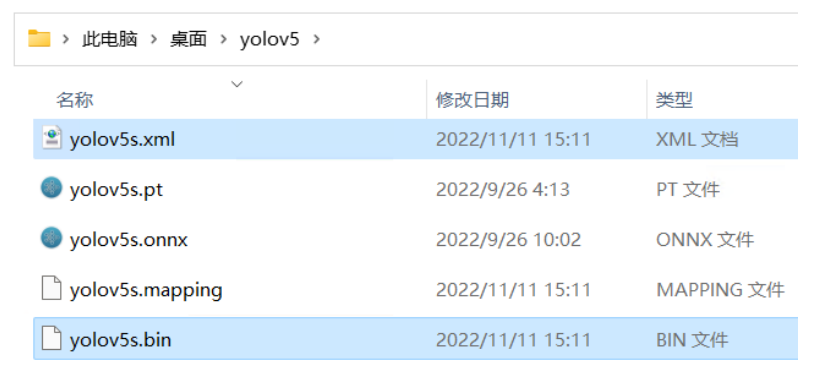 此电脑 > 桌面 > yolov5 >
名称 修改日期 类型
yolov5s.xml 2022/11/11 15:11 XML 文档
yolov5s.pt 2022/9/26 4:13 PT 文件
yolov5s.onnx 2022/9/26 10:02 ONNX 文件
yolov5s.mapping 2022/11/11 15:11 MAPPING 文件
yolov5s.bin 2022/11/11 15:11 BIN 文件